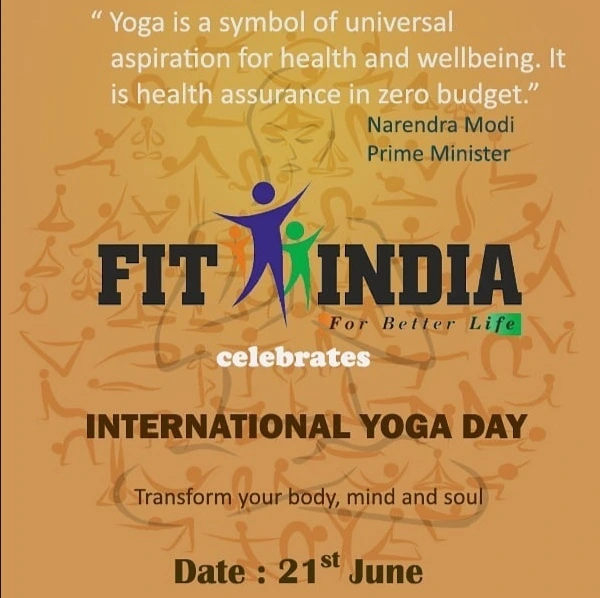 “ Yoga is a symbol of universal
aspiration for health and wellbeing. It
is health assurance in zero budget.”
Narendra Modi
Prime Minister
FIT INDIA
For Better Life
celebrates
INTERNATIONAL YOGA DAY
Transform your body, mind and soul
Date : 21st June